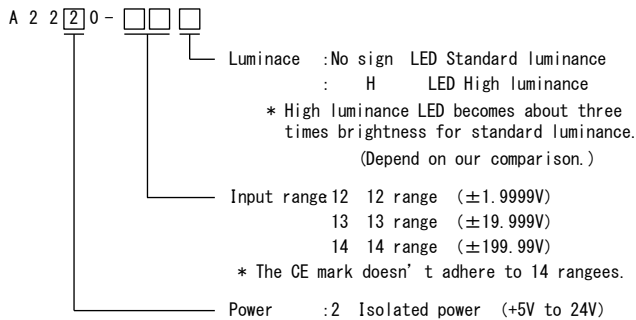 A 2 2 2 0 -
Luminace :No sign LED Standard luminance
: H LED High luminance
* High luminance LED becomes about three
times brightness for standard luminance.
(Depend on our comparison.)
Input range:12 12 range (±1.9999V)
13 13 range (±19.999V)
14 14 range (±199.99V)
* The CE mark doesn't adhere to 14 rangees.
Power :2 Isolated power (+5V to 24V)